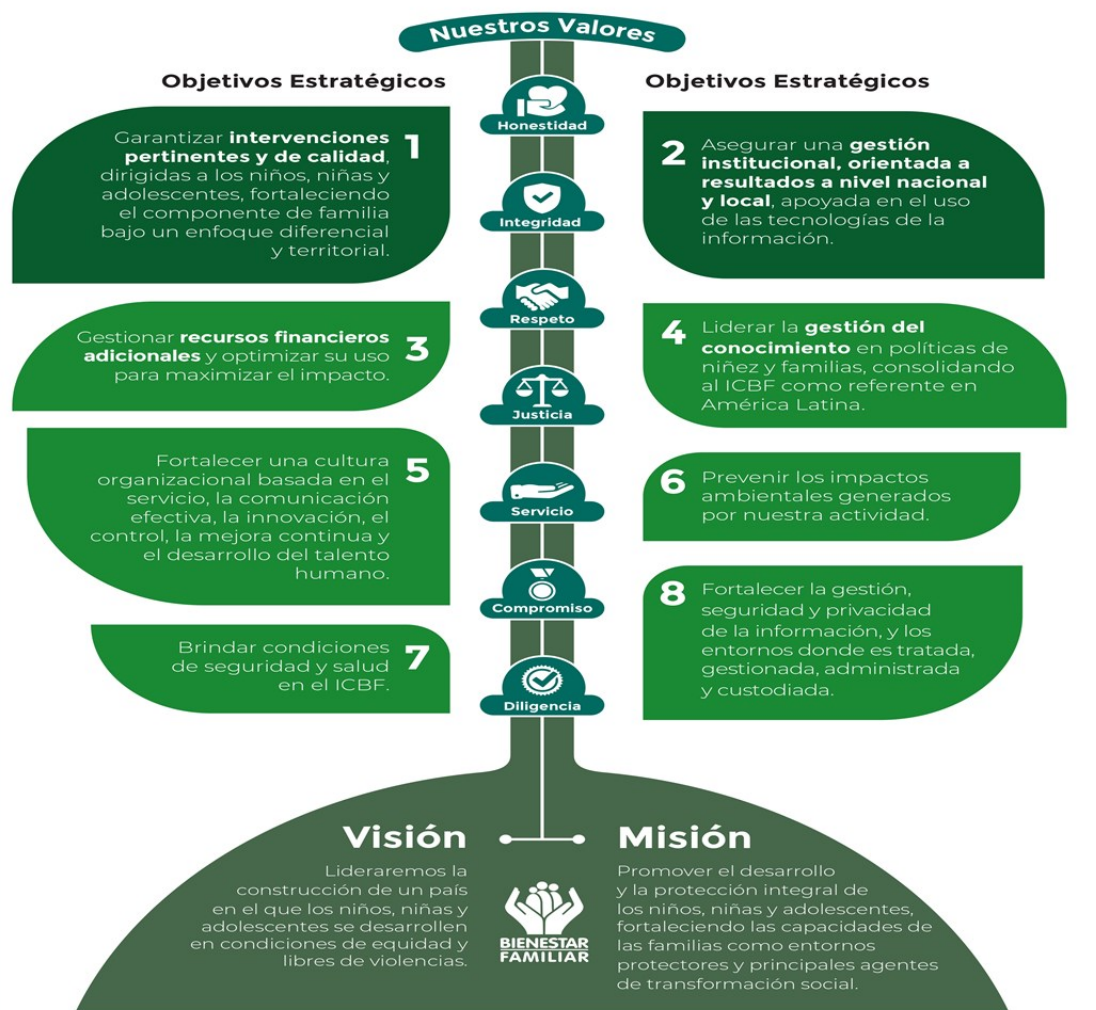 Nuestros Valores
Objetivos Estratégicos
Objetivos Estratégicos
Honestidad
Integridad
Respeto
Justicia
Servicio
Compromiso
Diligencia
1
Garantizar intervenciones
pertinentes y de calidad,
dirigidas a los niños, niñas y
adolescentes, fortaleciendo
el componente de familia
bajo un enfoque diferencial
y territorial.
2
Asegurar una gestión
institucional, orientada a
resultados a nivel nacional
y local, apoyada en el uso
de las tecnologías de la
información.
3
Gestionar recursos financieros
adicionales y optimizar su uso
para maximizar el impacto.
4
Liderar la gestión del
conocimiento en políticas de
niñez y familias, consolidando
al ICBF como referente en
América Latina.
5
Fortalecer una cultura
organizacional basada en el
servicio, la comunicación
efectiva, la innovación, el
control, la mejora continua y
el desarrollo del talento
humano.
6
Prevenir los impactos
ambientales generados
por nuestra actividad.
7
Brindar condiciones
de seguridad y salud
en el ICBF.
8
Fortalecer la gestión,
seguridad y privacidad
de la información, y los
entornos donde es tratada,
gestionada, administrada
y custodiada.
Visión
Lideraremos la
construcción de un país
en el que los niños, niñas y
adolescentes se desarrollen
en condiciones de equidad y
libres de violencias.
BIENESTAR
FAMILIAR
Misión
Promover el desarrollo
y la protección integral de
los niños, niñas y adolescentes,
fortaleciendo las capacidades de
las familias como entornos
protectores y principales agentes
de transformación social.